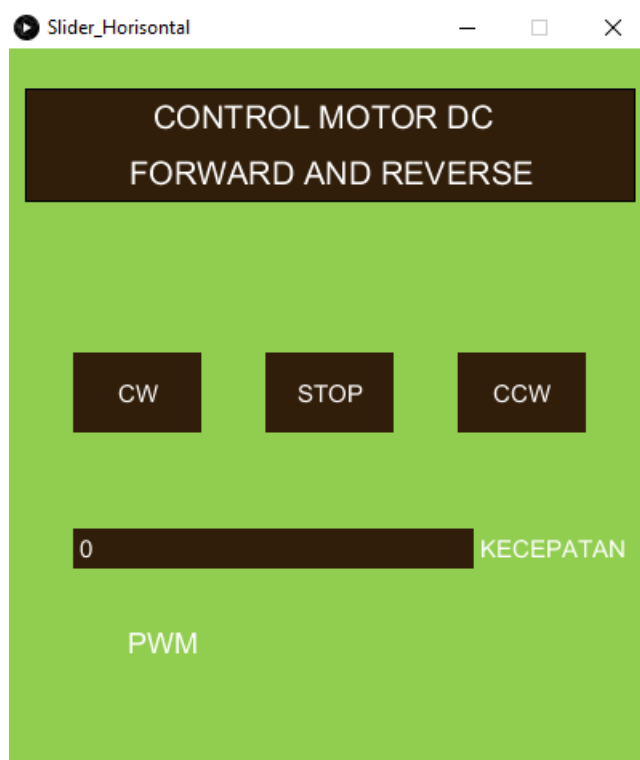 Slider_Horisontal
CONTROL MOTOR DC
FORWARD AND REVERSE
CW STOP CCW
0 KECEPATAN
PWM